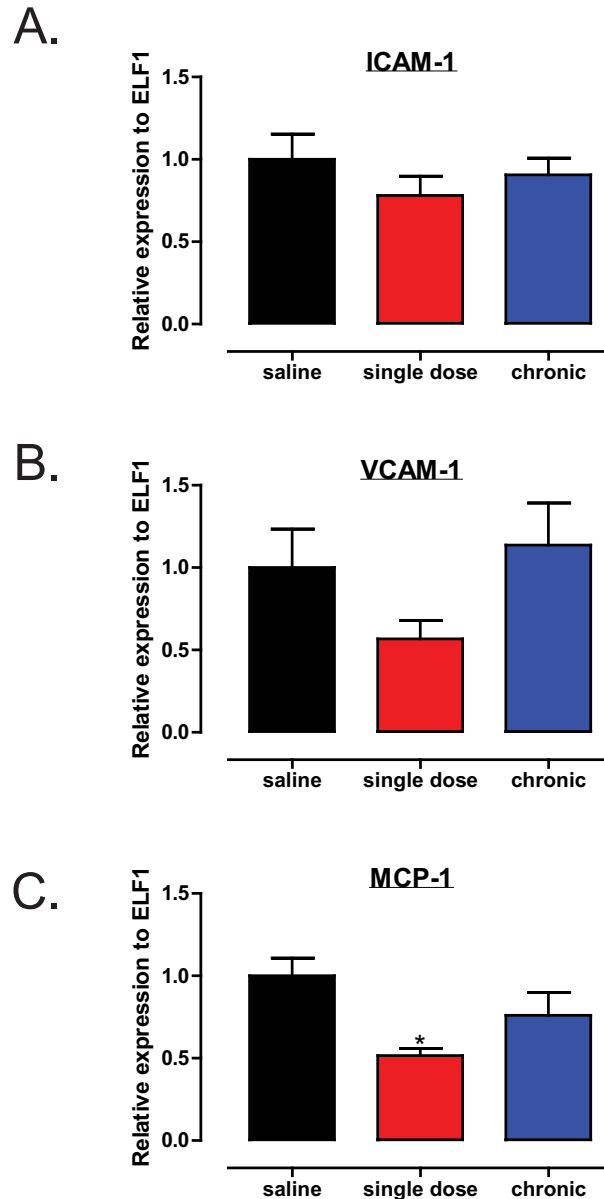 A.
ICAM-1
Relative expression to ELF1
1.5
1.0
0.5
0.0
saline single dose chronic
B.
VCAM-1
Relative expression to ELF1
1.5
1.0
0.5
0.0
saline single dose chronic
C.
MCP-1
Relative expression to ELF1
1.5
1.0
0.5
0.0
*
saline single dose chronic